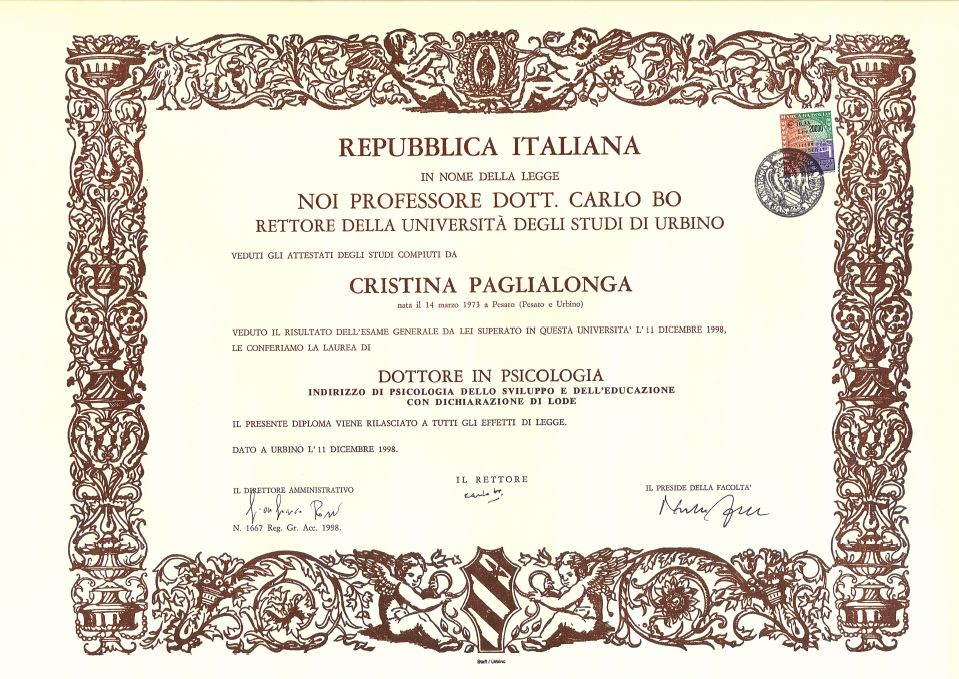 REPUBBLICA ITALIANA
IN NOME DELLA LEGGE
NOI PROFESSORE DOTT. CARLO BO
RETTORE DELLA UNIVERSITÀ DEGLI STUDI DI URBINO
VEDUTI GLI ATTESTATI DEGLI STUDI COMPIUTI DA
CRISTINA PAGLIALONGA
nata il 14 marzo 1973 a Pesaro (Pesaro e Urbino)
VEDUTO IL RISULTATO DELL'ESAME GENERALE DA LEI SUPERATO IN QUESTA UNIVERSITA' L'11 DICEMBRE 1998,
LE CONFERIAMO LA LAUREA DI
DOTTORE IN PSICOLOGIA
INDIRIZZO DI PSICOLOGIA DELLO SVILUPPO E DELL'EDUCAZIONE
CON DICHIARAZIONE DI LODE
IL PRESENTE DIPLOMA VIENE RILASCIATO A TUTTI GLI EFFETTI DI LEGGE.
DATO A URBINO L'11 DICEMBRE 1998.
IL DIRETTORE AMMINISTRATIVO
IL RETTORE
carlo bo
IL PRESIDE DELLA FACOLTA'
N. 1667 Reg. Gr. Acc. 1998.
Staff / Urbino